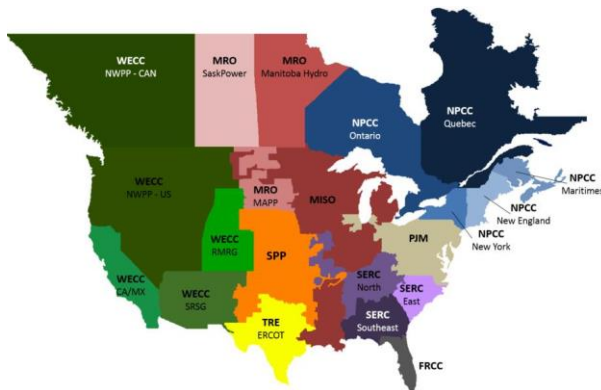 WECC
NWPP - CAN
MRO
SaskPower
MRO
Manitoba Hydro
NPCC
Ontario
NPCC
Quebec
NPCC
Maritimes
NPCC
New England
NPCC
New York
WECC
NWPP - US
MRO
MAPP
MISO
PJM
WECC
RMRG
SPP
SERC
North
SERC
East
WECC
CA/MX
WECC
SRSG
TRE
ERCOT
SERC
Southeast
FRCC